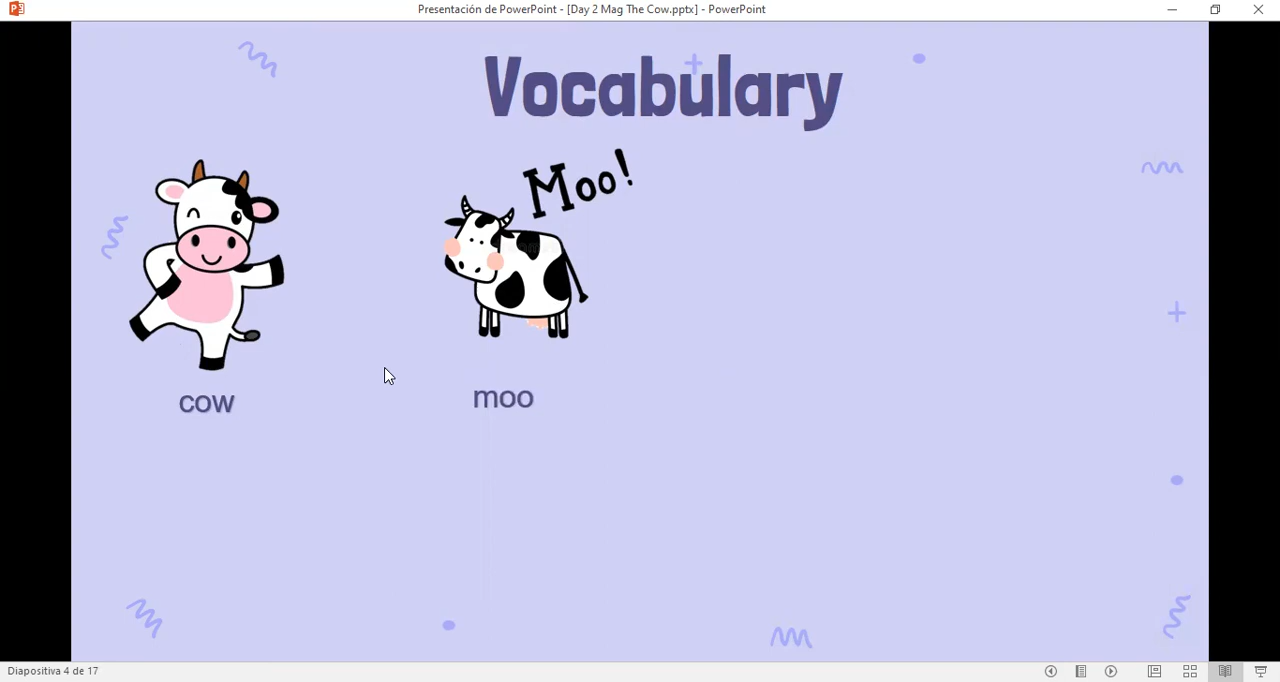 Presentación de PowerPoint - [Day 2 Mag The Cow.pptx] - PowerPoint
Vocabulary
Moo!
cow
moo
Diapositiva 4 de 17